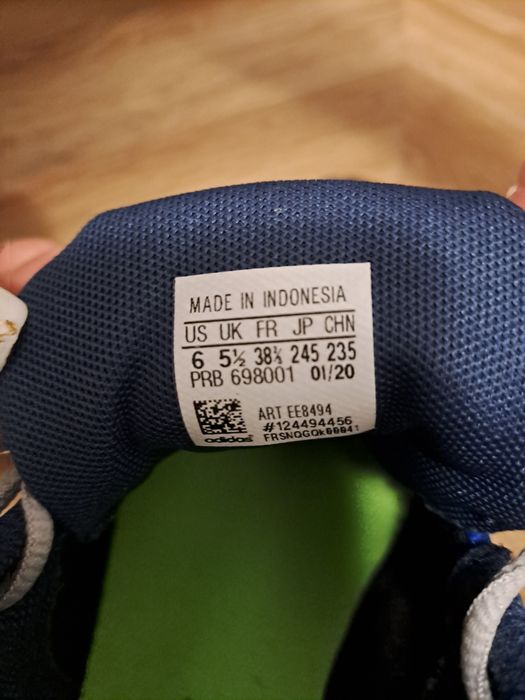 MADE IN INDONESIA
US UK FR JP CHN
6 5½ 38⅔ 245 235
PRB 698001 01/20
ART EE8494
#124494456
adidas